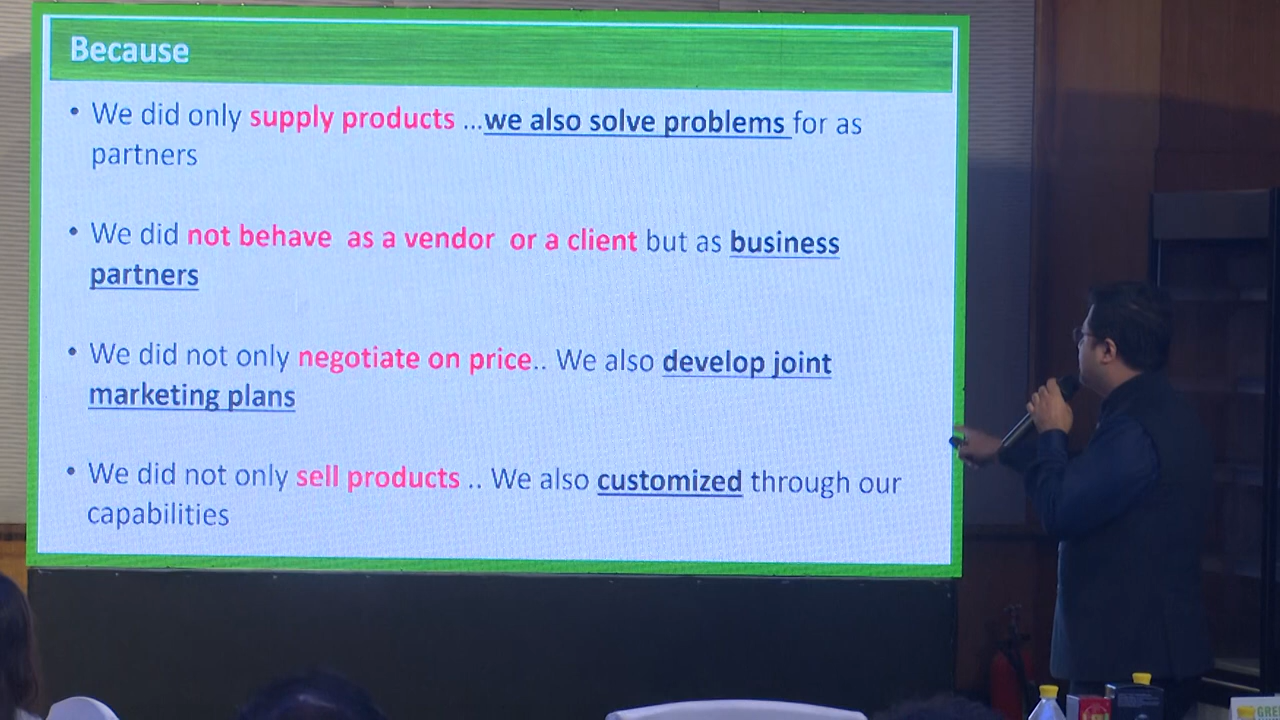 Because
• We did only supply products ...we also solve problems for as
partners
• We did not behave as a vendor or a client but as business
partners
• We did not only negotiate on price.. We also develop joint
marketing plans
• We did not only sell products .. We also customized through our
capabilities